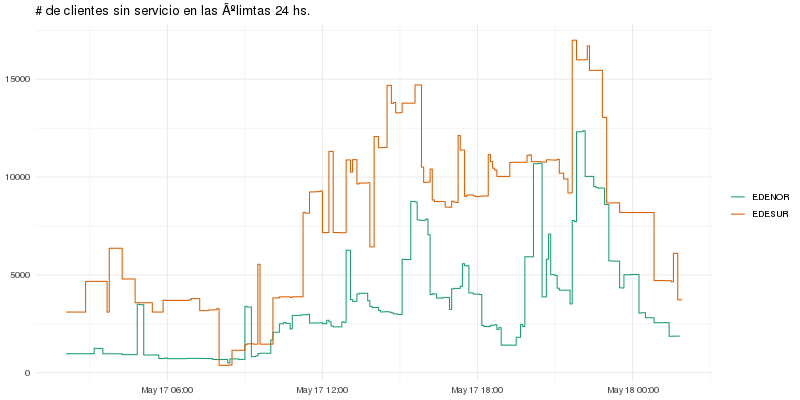 # de clientes sin servicio en las Ãºlimtas 24 hs.
15000
10000
5000
0
May 17 06:00
May 17 12:00
May 17 18:00
May 18 00:00
EDENOR
EDESUR